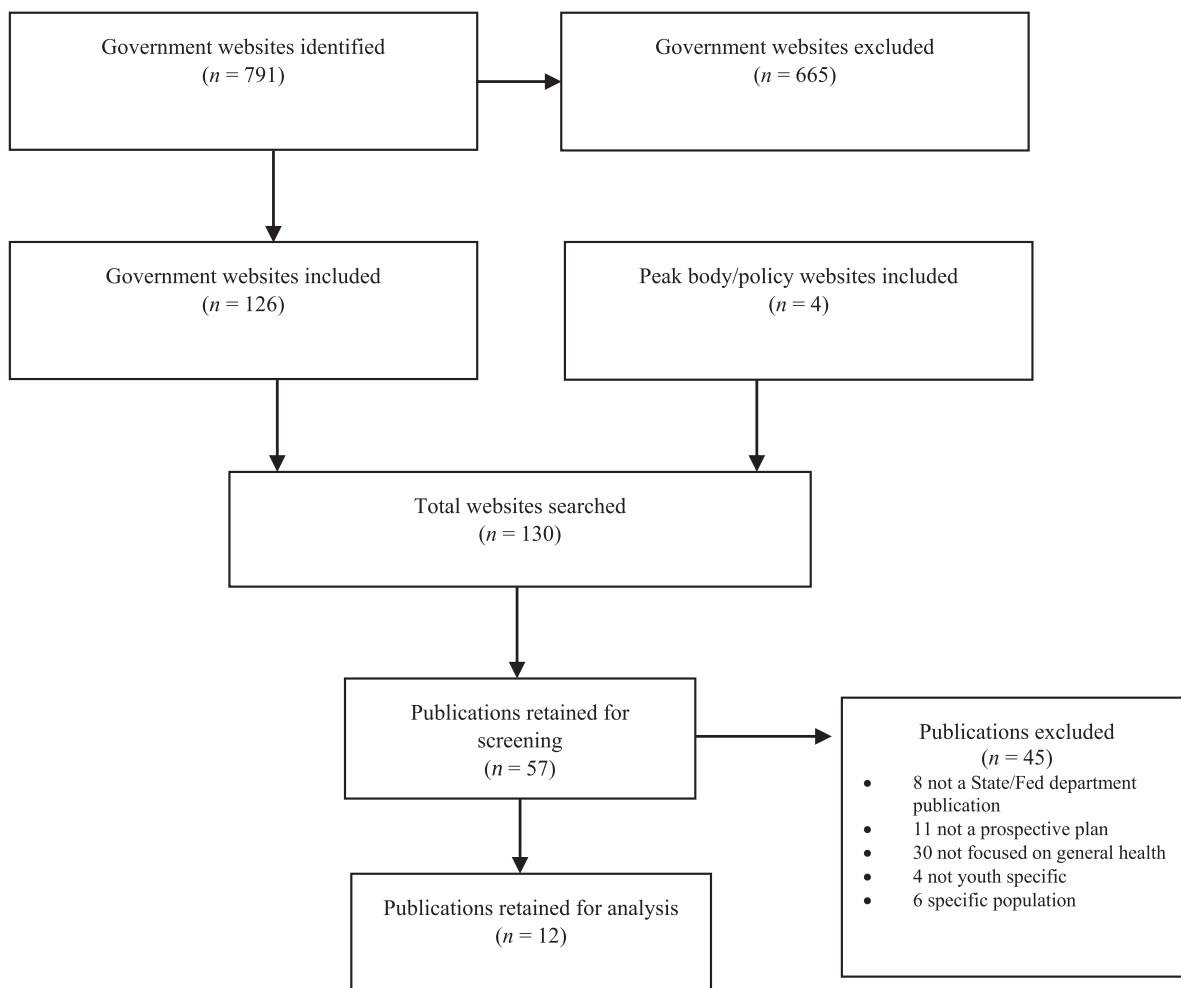 Government websites identified
(n = 791)
Government websites excluded
(n = 665)
Government websites included
(n = 126)
Peak body/policy websites included
(n = 4)
Total websites searched
(n = 130)
Publications retained for
screening
(n = 57)
Publications excluded
(n = 45)
• 8 not a State/Fed department
publication
• 11 not a prospective plan
• 30 not focused on general health
• 4 not youth specific
• 6 specific population
Publications retained for analysis
(n = 12)